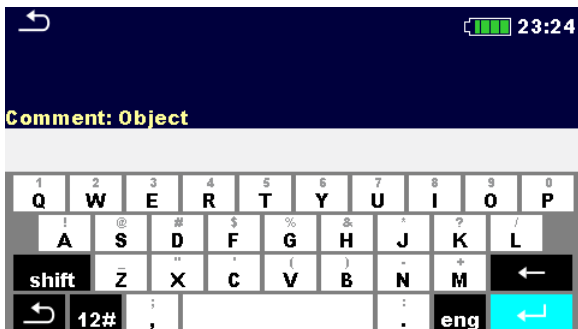 23:24
Comment: Object
1 2 3 4 5 6 7 8 9 0
Q W E R T Y U I O P
! @ # $ % & * ? /
A S D F G H J K L
_ " ' ( ) - +
shift Z X C V B N M
12# ; , : . eng